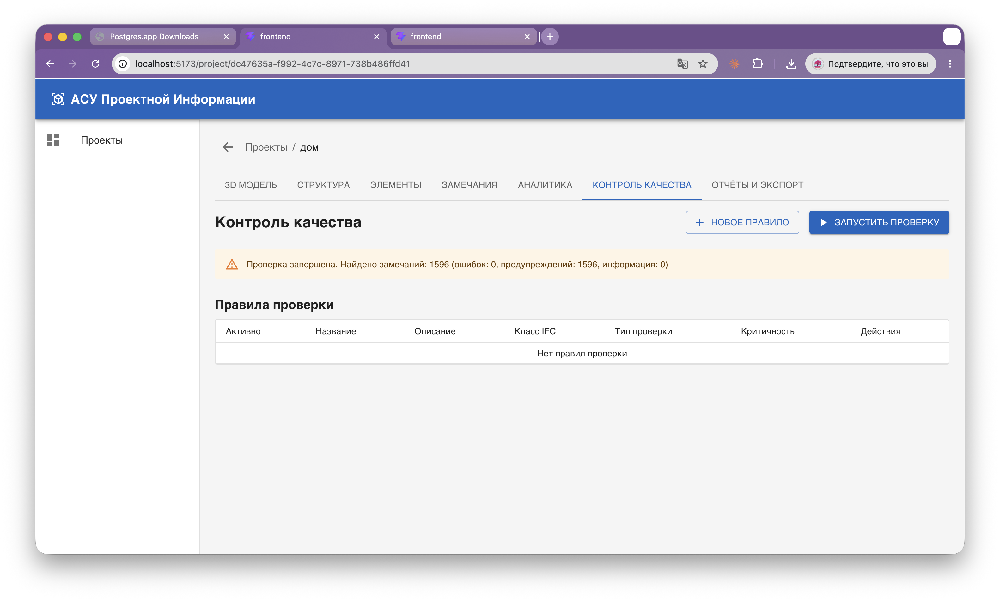 Postgres.app Downloads
frontend
frontend
localhost:5173/project/dc47635a-f992-4c7c-8971-738b486ffd41
Подтвердите, что это вы
АСУ Проектной Информации
Проекты
Проекты / дом
3D МОДЕЛЬ
СТРУКТУРА
ЭЛЕМЕНТЫ
ЗАМЕЧАНИЯ
АНАЛИТИКА
КОНТРОЛЬ КАЧЕСТВА
ОТЧЁТЫ И ЭКСПОРТ
Контроль качества
+ НОВОЕ ПРАВИЛО
ЗАПУСТИТЬ ПРОВЕРКУ
Проверка завершена. Найдено замечаний: 1596 (ошибок: 0, предупреждений: 1596, информация: 0)
Правила проверки
Активно
Название
Описание
Класс IFC
Тип проверки
Критичность
Действия
Нет правил проверки